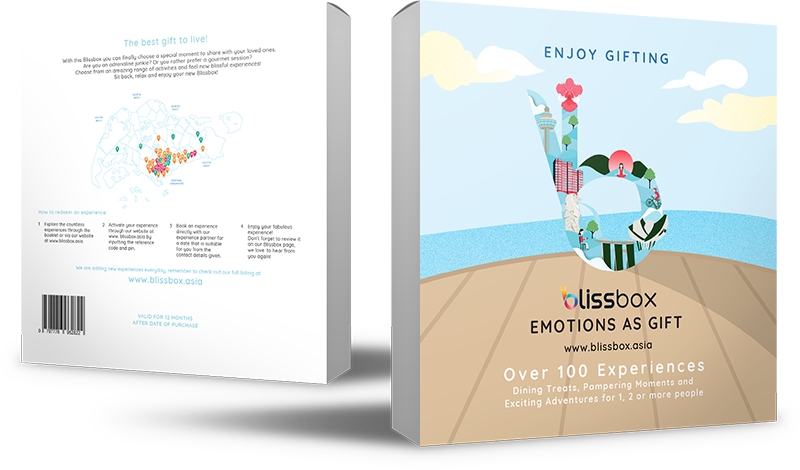 The best gift to live!
With this Blissbox you can finally choose a special moment to share with your loved ones.
Are you an adrenaline junkie? Or you rather prefer a gourmet session?
Choose from an amazing range of activities and feel new blissful experiences!
Sit back, relax and enjoy your new Blissbox!
How to redeem an experience
1 Explore the countless
experiences through the
booklet or via our website
at www.blissbox.asia
2 Activate your experience
through our website at
www.blissbox.asia by
inputting the reference
code and pin.
3 Book an experience
directly with our
experience partner for
a date that is suitable
for you from the
contact details given.
4 Enjoy your fabulous
experience!
Don't forget to review it
on our Blissbox page,
we love to hear from
you again!
We are adding new experiences everyday, remember to check out our full listing at
www.blissbox.asia
VALID FOR 12 MONTHS
AFTER DATE OF PURCHASE
ENJOY GIFTING
b
blissbox
EMOTIONS AS GIFT
www.blissbox.asia
Over 100 Experiences
Dining Treats, Pampering Moments and
Exciting Adventures for 1, 2 or more people